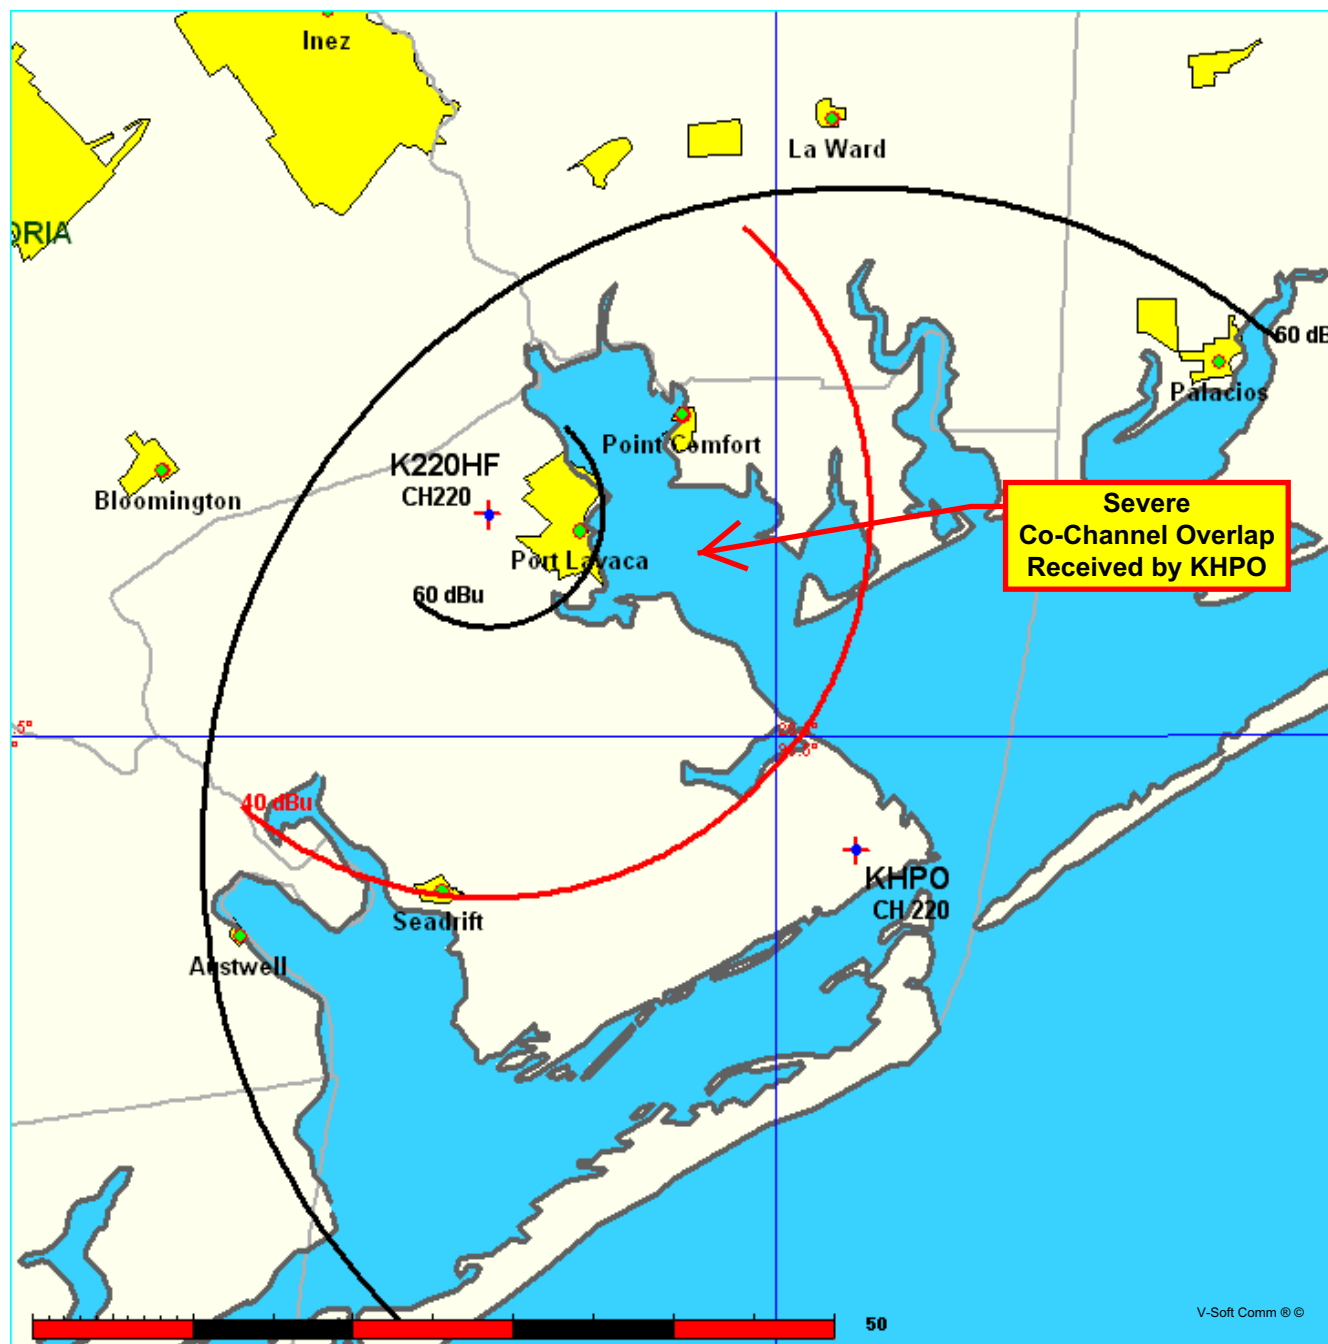 Inez
La Ward
ORIA
60 dB
Palacios
Point Comfort
K220HF
CH220
Bloomington
Severe
Co-Channel Overlap
Received by KHPO
Port Lavaca
60 dBu
.5°
40 dBu
KHPO
CH 220
Seadrift
Austwell
V-Soft Comm ® ©
50